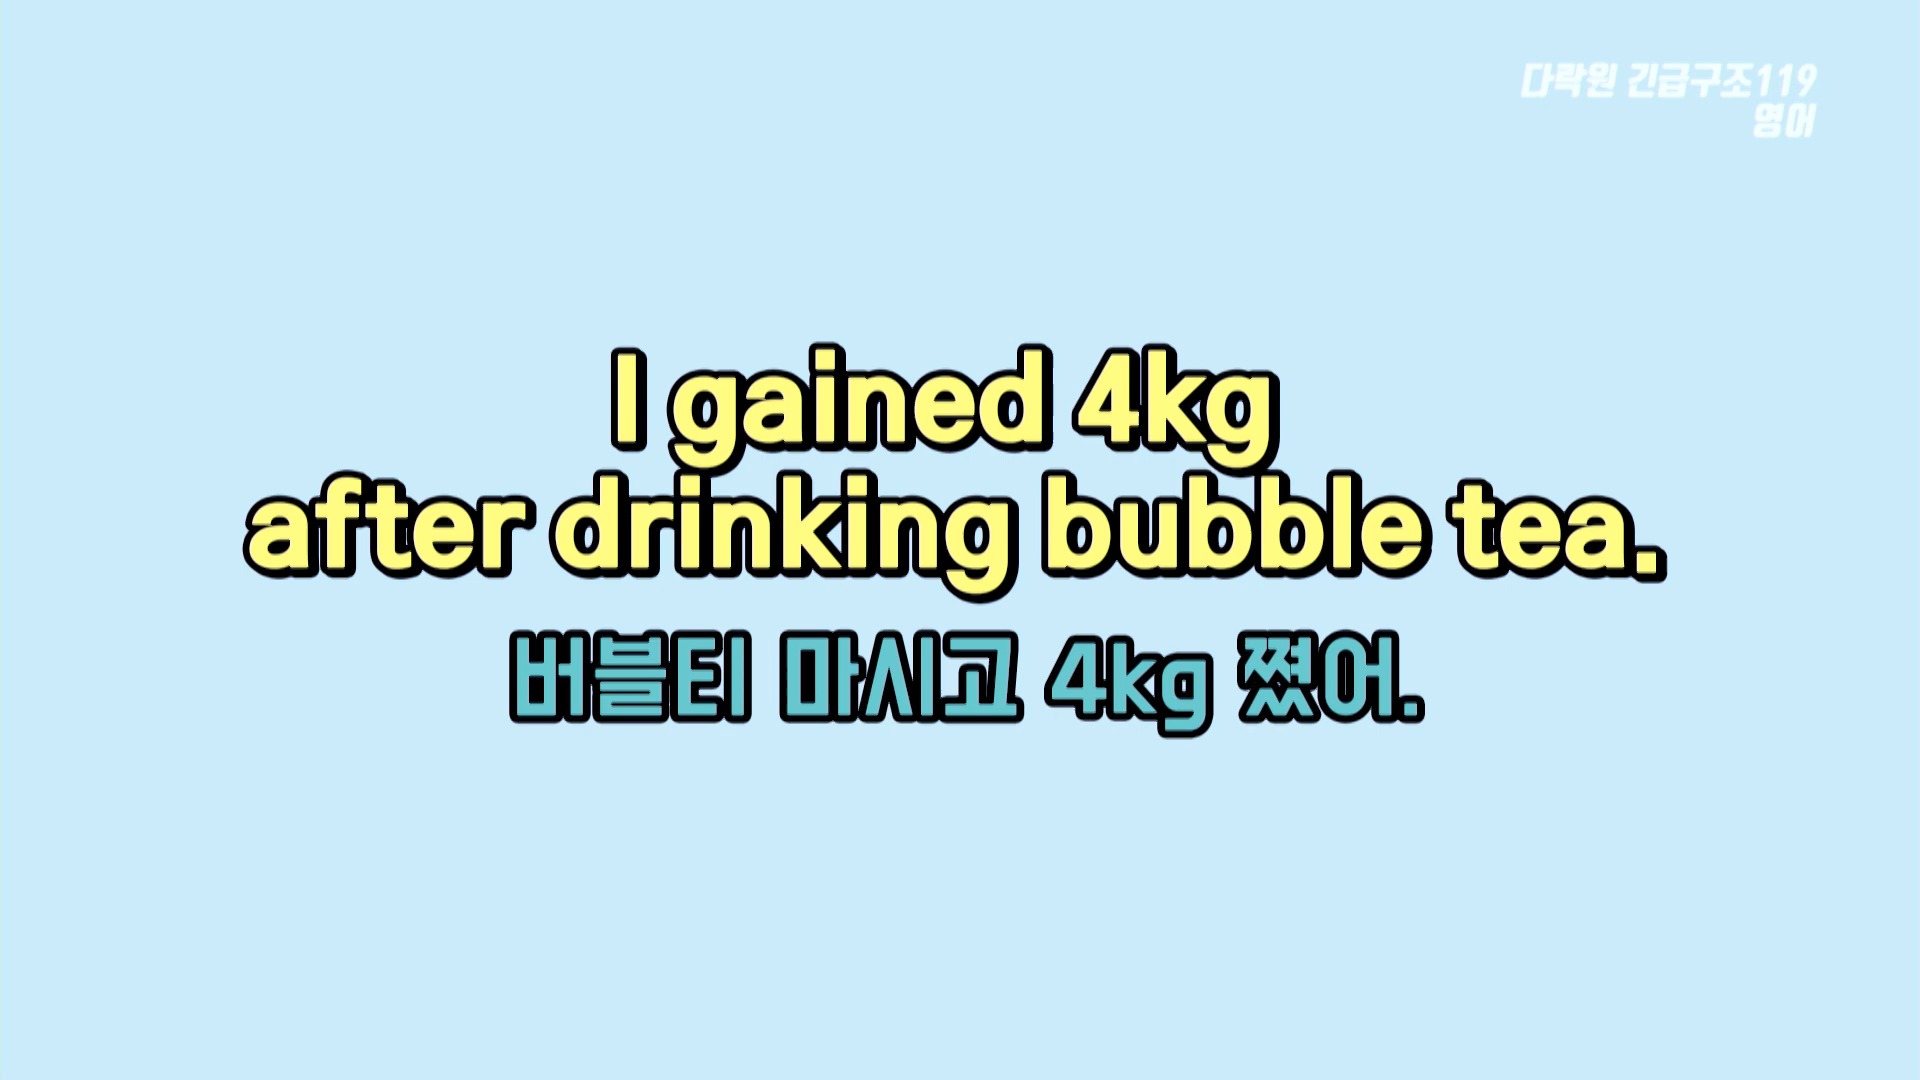 다락원 긴급구조119
영어
I gained 4kg
after drinking bubble tea.
버블티 마시고 4kg 쪘어.